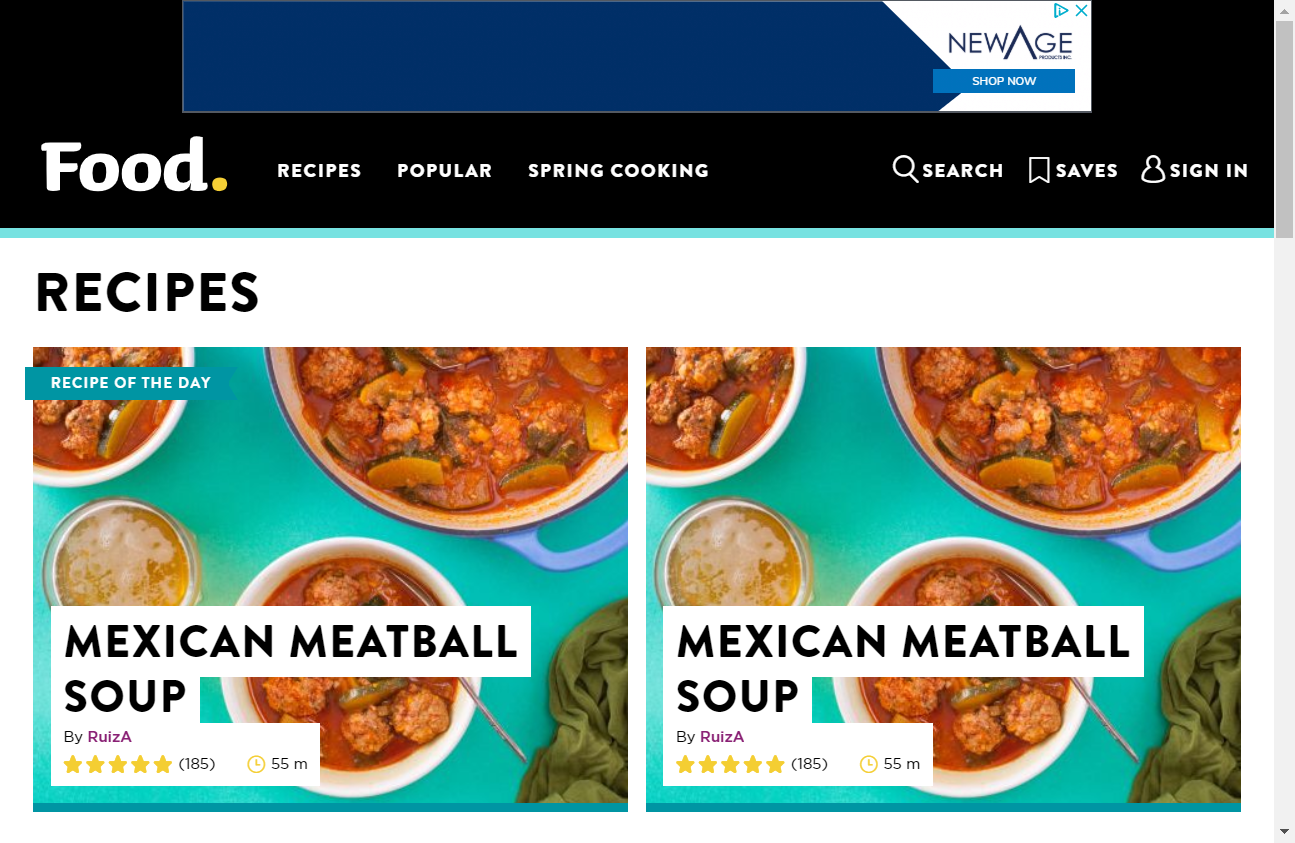 NEWAGE
PRODUCTS INC.
SHOP NOW
Food.
RECIPES
POPULAR
SPRING COOKING
SEARCH
SAVES
SIGN IN
RECIPES
RECIPE OF THE DAY
MEXICAN MEATBALL
SOUP
By RuizA
(185)
55 m
MEXICAN MEATBALL
SOUP
By RuizA
(185)
55 m